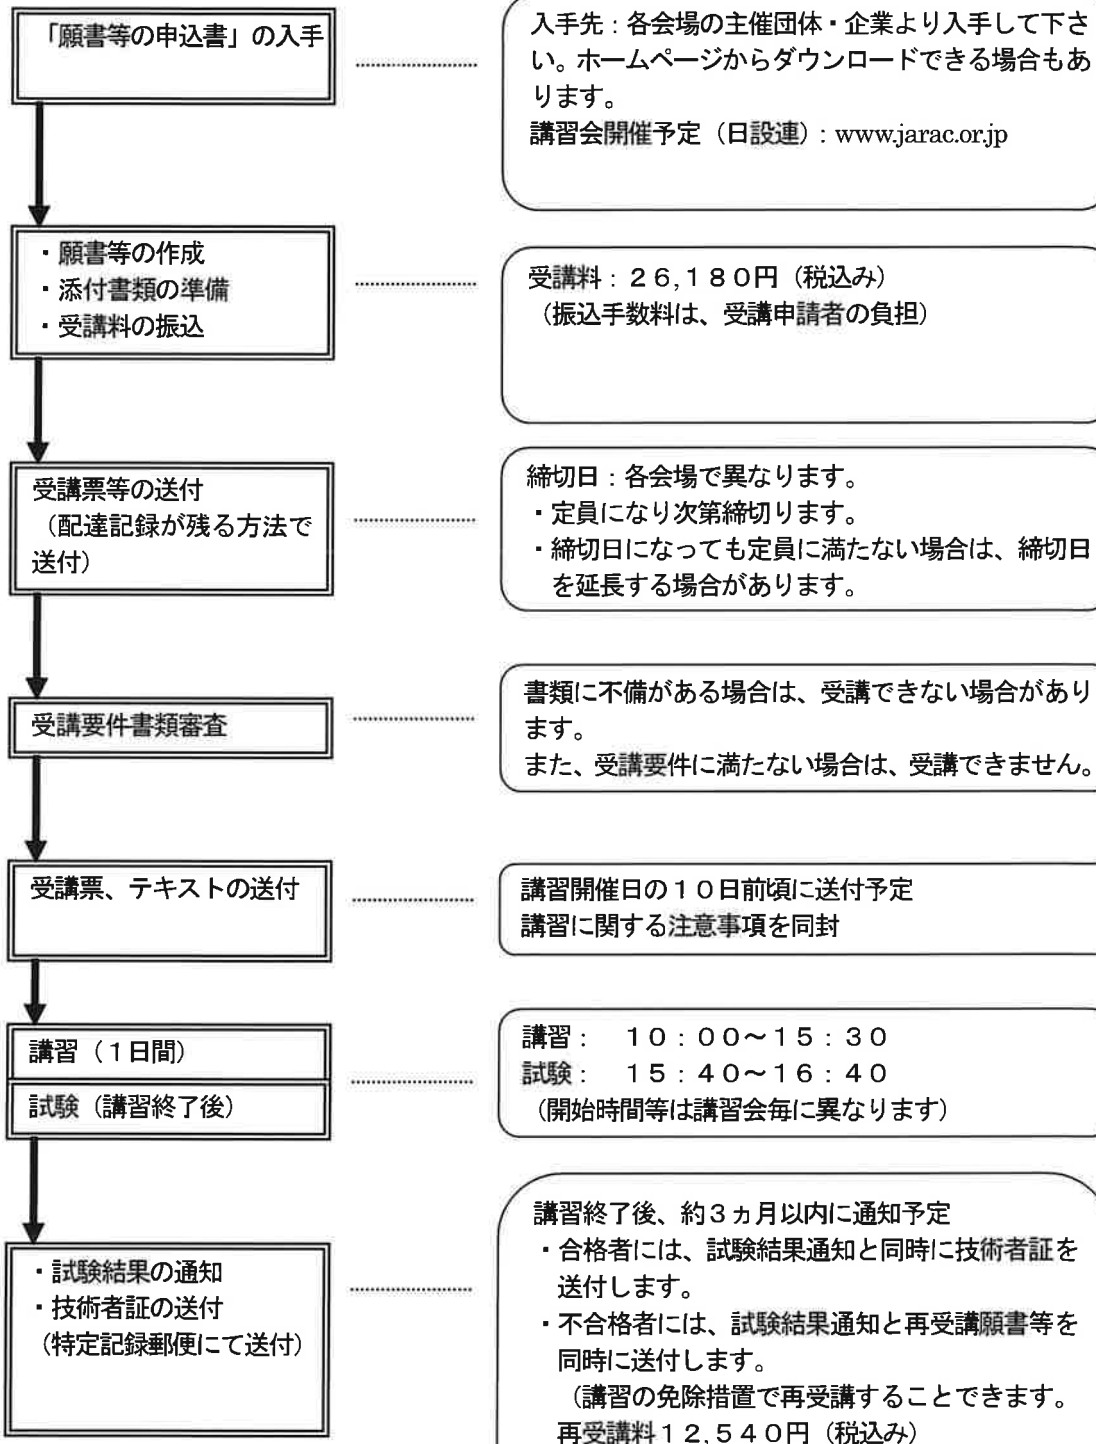 「願書等の申込書」の入手
入手先：各会場の主催団体・企業より入手して下さ
い。ホームページからダウンロードできる場合もあ
ります。
講習会開催予定（日設連）：www.jarac.or.jp
・願書等の作成
・添付書類の準備
・受講料の振込
受講料：２６,１８０円（税込み）
（振込手数料は、受講申請者の負担）
受講票等の送付
（配達記録が残る方法で
送付）
締切日：各会場で異なります。
・定員になり次第締切ります。
・締切日になっても定員に満たない場合は、締切日
を延長する場合があります。
受講要件書類審査
書類に不備がある場合は、受講できない場合があり
ます。
また、受講要件に満たない場合は、受講できません。
受講票、テキストの送付
講習開催日の１０日前頃に送付予定
講習に関する注意事項を同封
講習（１日間）
試験（講習終了後）
講習：　１０：００～１５：３０
試験：　１５：４０～１６：４０
（開始時間等は講習会毎に異なります）
・試験結果の通知
・技術者証の送付
（特定記録郵便にて送付）
講習終了後、約３ヵ月以内に通知予定
・合格者には、試験結果通知と同時に技術者証を
送付します。
・不合格者には、試験結果通知と再受講願書等を
同時に送付します。
（講習の免除措置で再受講することできます。
再受講料１２,５４０円（税込み）